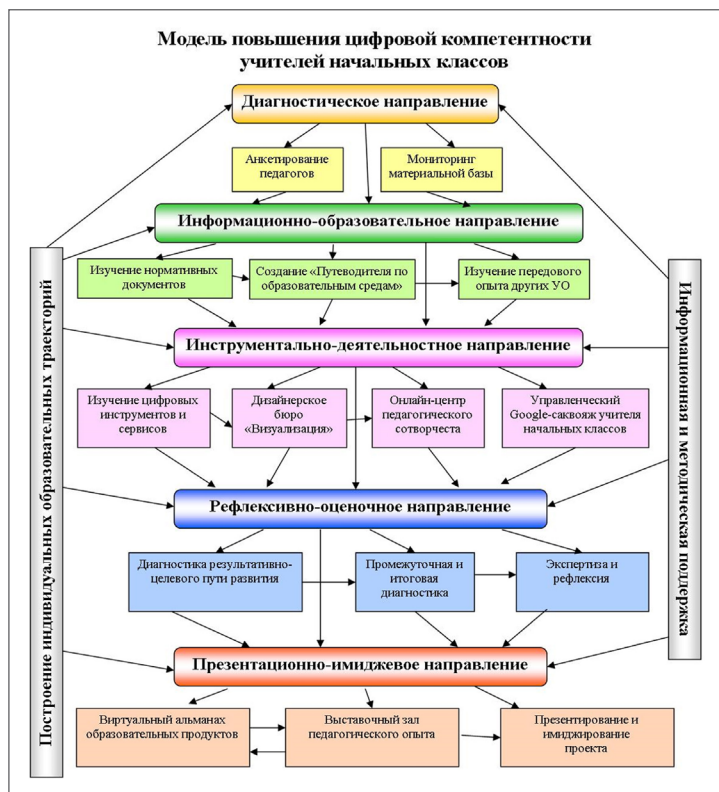 Модель повышения цифровой компетентности
учителей начальных классов
Диагностическое направление
Анкетирование
педагогов
Мониторинг
материальной базы
Информационно-образовательное направление
Изучение нормативных
документов
Создание «Путеводителя по
образовательным средам»
Изучение передового
опыта других УО
Инструментально-деятельностное направление
Изучение цифровых
инструментов и
сервисов
Дизайнерское
бюро
«Визуализация»
Онлайн-центр
педагогического
сотворчеста
Управленческий
Google-саквояж учителя
начальных классов
Рефлексивно-оценочное направление
Диагностика результативно-
целевого пути развития
Промежуточная и
итоговая
диагностика
Экспертиза и
рефлексия
Презентационно-имиджевое направление
Виртуальный альманах
образовательных продуктов
Выставочный зал
педагогического опыта
Презентирование и
имиджирование
проекта
Построение индивидуальных образовательных траекторий
Информационная и методическая поддержка